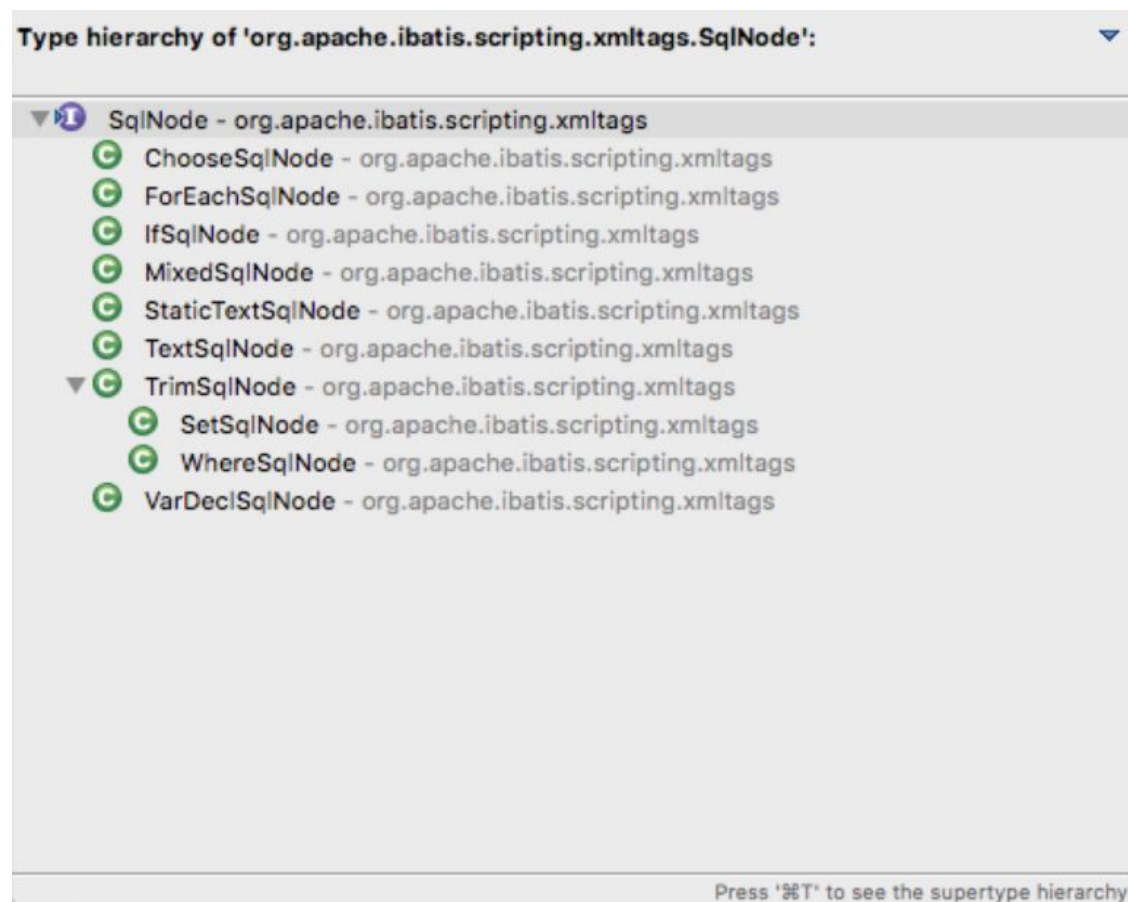 Type hierarchy of 'org.apache.ibatis.scripting.xmltags.SqlNode':
SqlNode - org.apache.ibatis.scripting.xmltags
ChooseSqlNode - org.apache.ibatis.scripting.xmltags
ForEachSqlNode - org.apache.ibatis.scripting.xmltags
IfSqlNode - org.apache.ibatis.scripting.xmltags
MixedSqlNode - org.apache.ibatis.scripting.xmltags
StaticTextSqlNode - org.apache.ibatis.scripting.xmltags
TextSqlNode - org.apache.ibatis.scripting.xmltags
TrimSqlNode - org.apache.ibatis.scripting.xmltags
SetSqlNode - org.apache.ibatis.scripting.xmltags
WhereSqlNode - org.apache.ibatis.scripting.xmltags
VarDeclSqlNode - org.apache.ibatis.scripting.xmltags
Press '⌘T' to see the supertype hierarchy